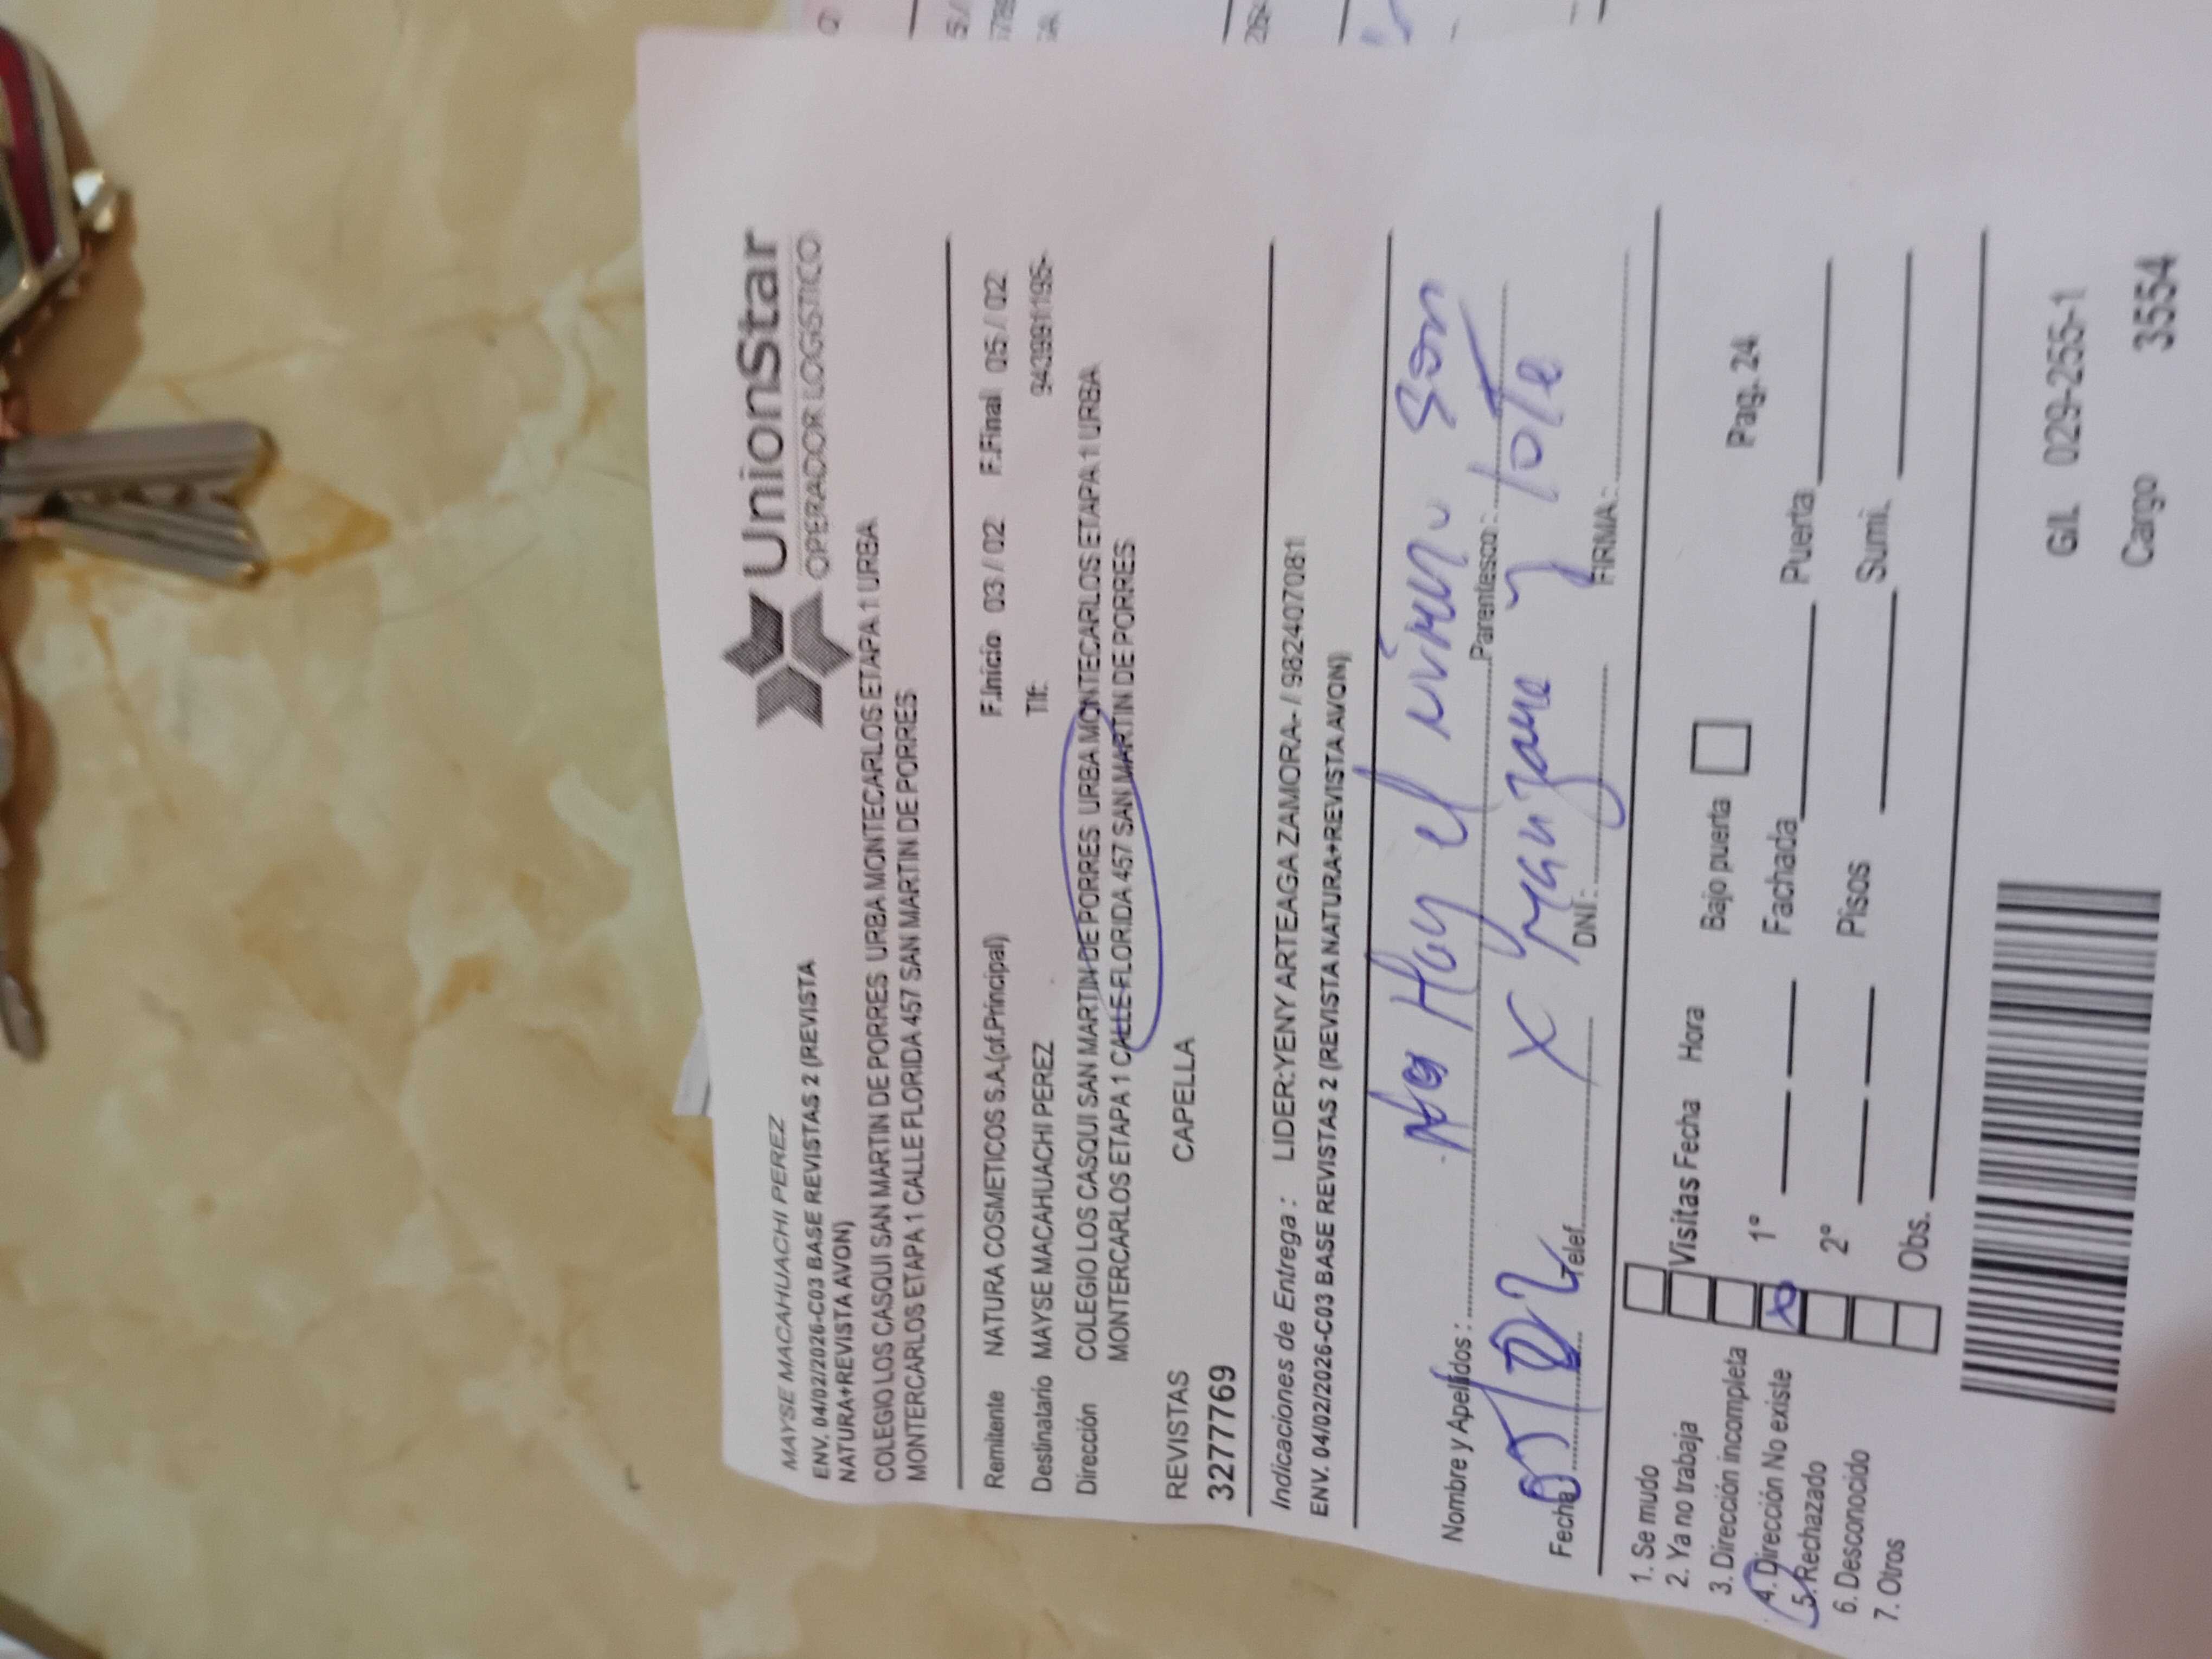 UnionStar
OPERADOR LOGISTICO
MAYSE MACAHUACHI PEREZ
ENV. 04/02/2026-C03 BASE REVISTAS 2 (REVISTA
NATURA+REVISTA AVON)
COLEGIO LOS CASQUI SAN MARTIN DE PORRES URBA MONTECARLOS ETAPA 1 URBA
MONTERCARLOS ETAPA 1 CALLE FLORIDA 457 SAN MARTIN DE PORRES
Remitente NATURA COSMETICOS S.A.(of.Principal) F.Inicio 03 / 02 F.Final 05 / 02
Destinatario MAYSE MACAHUACHI PEREZ Tlf: 943991195-
Dirección COLEGIO LOS CASQUI SAN MARTIN DE PORRES URBA MONTECARLOS ETAPA 1 URBA
MONTERCARLOS ETAPA 1 CALLE FLORIDA 457 SAN MARTIN DE PORRES
REVISTAS CAPELLA
32777769
Indicaciones de Entrega : LIDER:YENY ARTEAGA ZAMORA- / 982407081
ENV. 04/02/2026-C03 BASE REVISTAS 2 (REVISTA NATURA+REVISTA AVON)
No Hay el número son
Nombre y Apellidos : Parentesco :
05/02 x manzana y lote
Fecha Telef. DNI : FIRMA:
1. Se mudo
2. Ya no trabaja Visitas Fecha Hora Bajo puerta Pag. 24
3. Dirección incompleta
4. Dirección No existe 1° Fachada Puerta
5. Rechazado
6. Desconocido 2° Pisos Sumi.
7. Otros Obs.
GIL 029-255-1
Cargo 3554